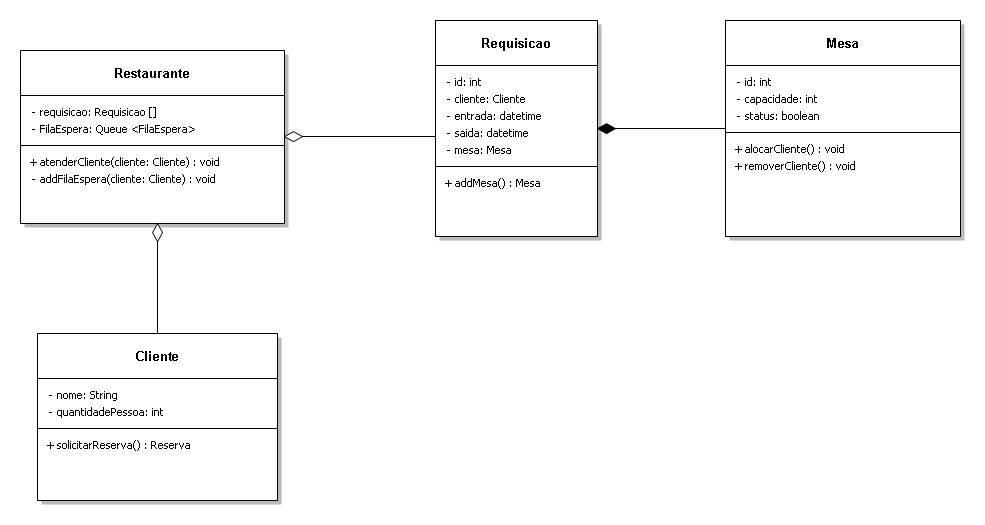 Restaurante
- requisicao: Requisicao []
- FilaEspera: Queue <FilaEspera>
+ atenderCliente(cliente: Cliente) : void
- addFilaEspera(cliente: Cliente) : void
Requisicao
- id: int
- cliente: Cliente
- entrada: datetime
- saida: datetime
- mesa: Mesa
+ addMesa() : Mesa
Mesa
- id: int
- capacidade: int
- status: boolean
+ alocarCliente() : void
+ removerCliente() : void
Cliente
- nome: String
- quantidadePessoa: int
+ solicitarReserva() : Reserva